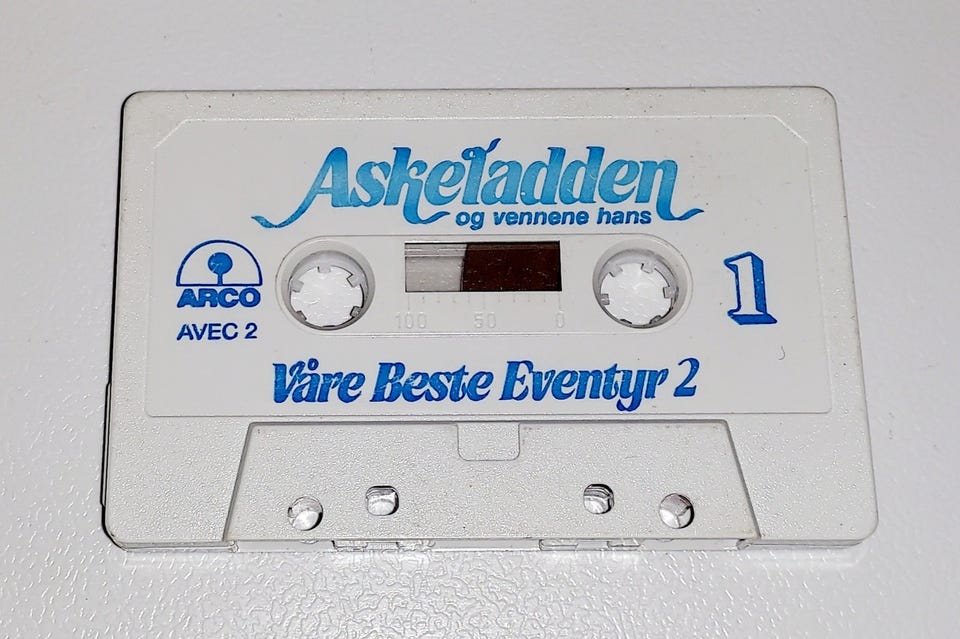 Askeladden
og vennene hans
ARCO
AVEC 2
1
100 50 0
Våre Beste Eventyr 2